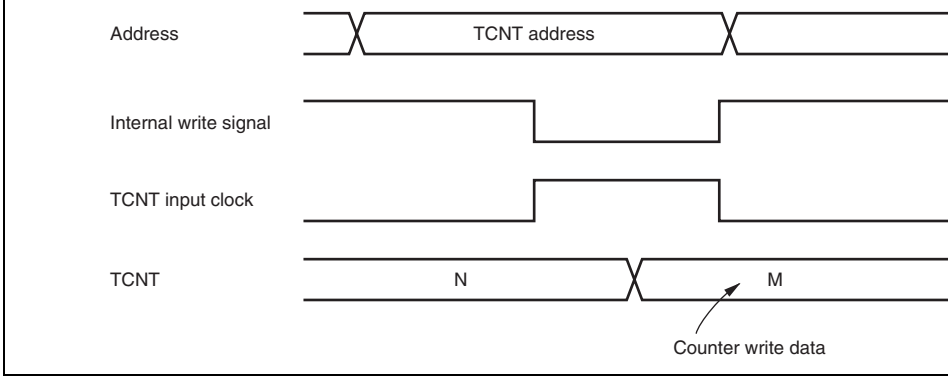 Address
TCNT address
Internal write signal
TCNT input clock
TCNT
N
M
Counter write data